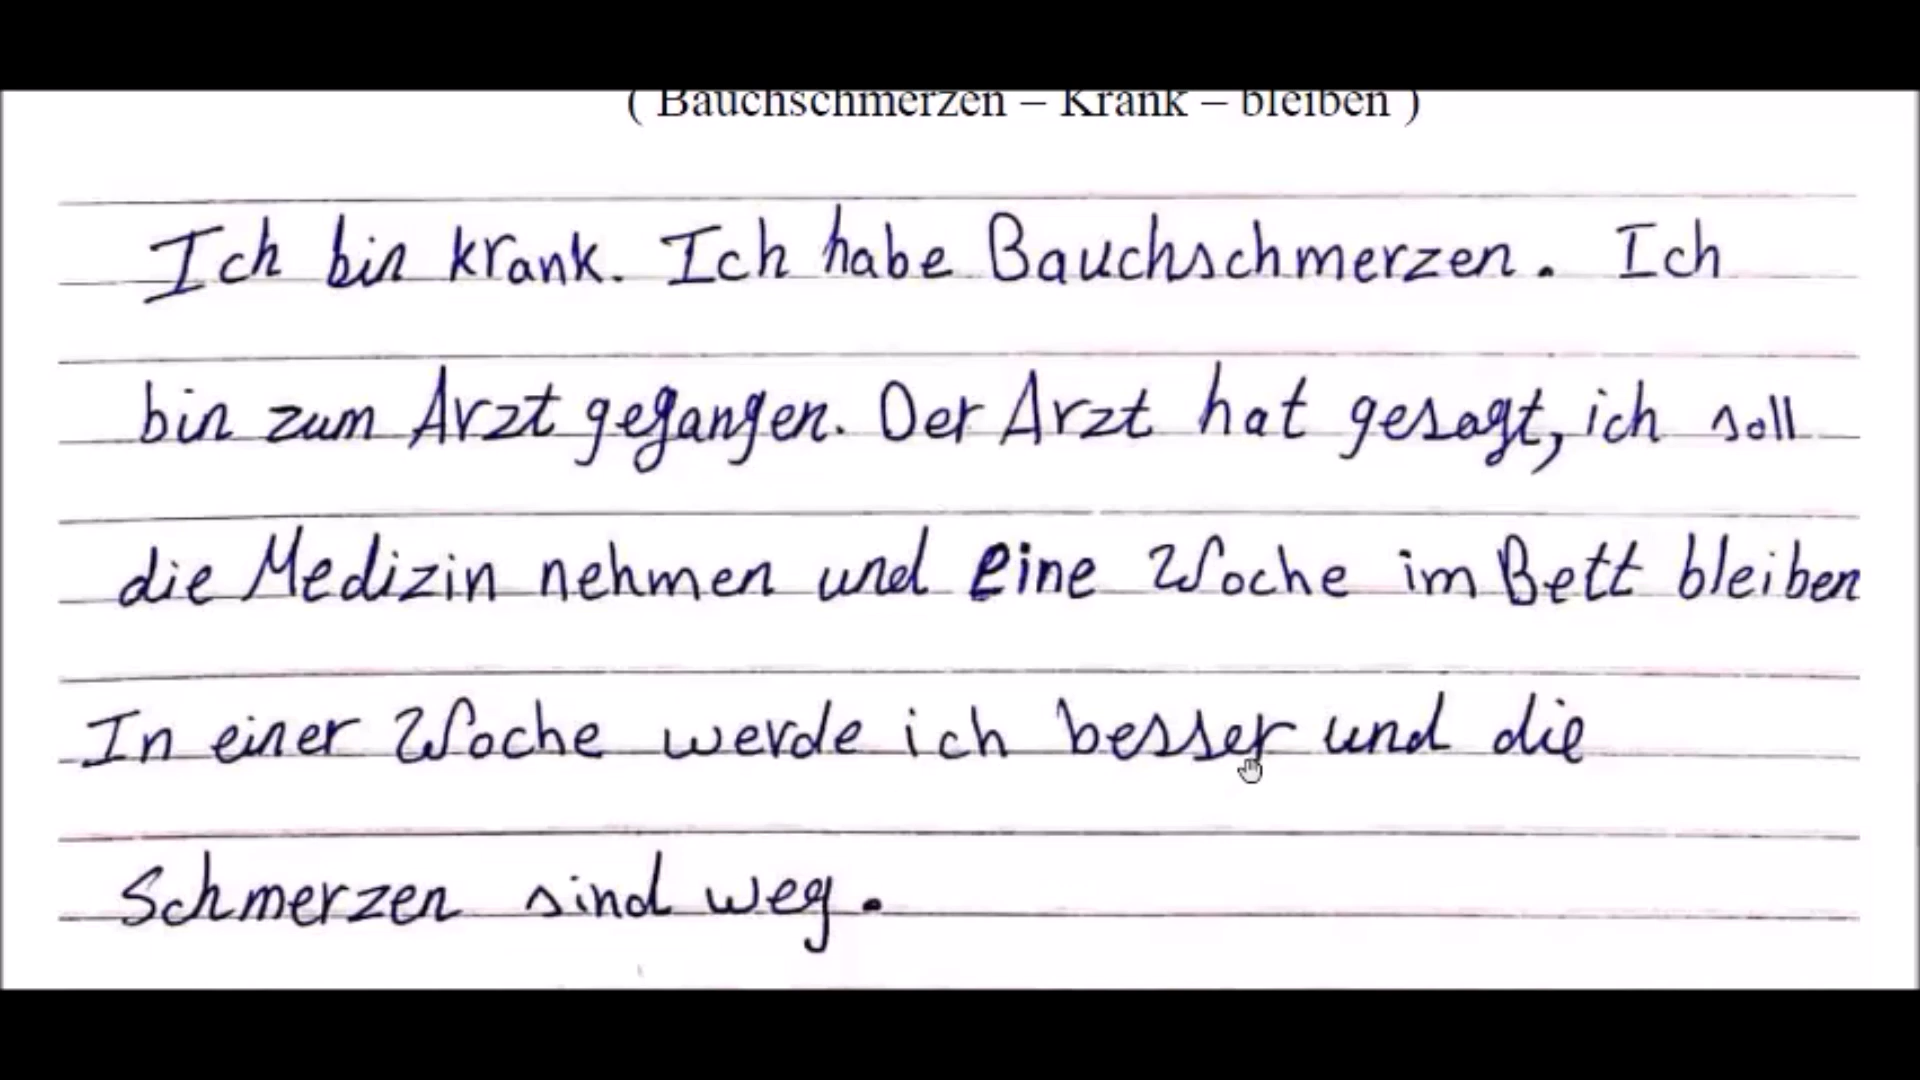 ( Bauchschmerzen – Krank – bleiben )
Ich bin krank. Ich habe Bauchschmerzen. Ich
bin zum Arzt gegangen. Der Arzt hat gesagt, ich soll
die Medizin nehmen und eine Woche im Bett bleiben
In einer Woche werde ich besser und die
Schmerzen sind weg.